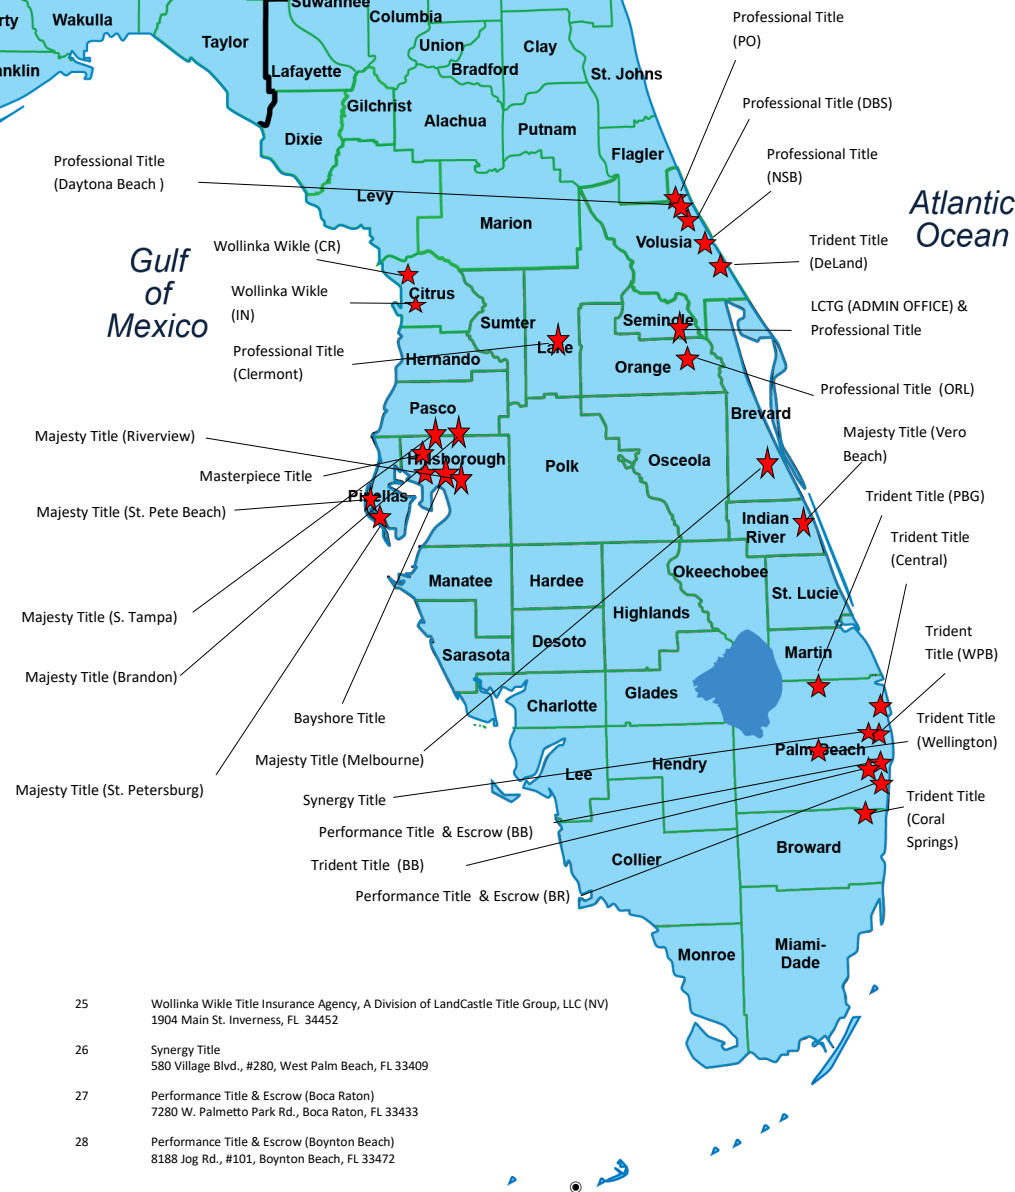 Suwannee
Columbia
rty
Wakulla
Taylor
Union
Clay
Professional Title
(PO)
nklin
Lafayette
Bradford
St. Johns
Gilchrist
Alachua
Putnam
Professional Title (DBS)
Dixie
Flagler
Professional Title
(NSB)
Professional Title
(Daytona Beach )
Levy
Marion
Volusia
Atlantic
Ocean
Trident Title
(DeLand)
Gulf
of
Mexico
Wollinka Wikle (CR)
Wollinka Wikle
(IN)
Citrus
Sumter
Lake
Seminole
LCTG (ADMIN OFFICE) &
Professional Title
Professional Title
(Clermont)
Hernando
Orange
Professional Title  (ORL)
Pasco
Brevard
Majesty Title (Riverview)
Masterpiece Title
Hillsborough
Polk
Osceola
Majesty Title (Vero
Beach)
Majesty Title (St. Pete Beach)
Pinellas
Indian
River
Trident Title (PBG)
Trident Title
(Central)
Manatee
Hardee
Okeechobee
St. Lucie
Majesty Title (S. Tampa)
Highlands
Desoto
Sarasota
Martin
Trident
Title (WPB)
Majesty Title (Brandon)
Charlotte
Glades
Bayshore Title
Trident Title
(Wellington)
Majesty Title (Melbourne)
Palm Beach
Hendry
Lee
Majesty Title (St. Petersburg)
Synergy Title
Trident Title
(Coral
Springs)
Performance Title  & Escrow (BB)
Trident Title  (BB)
Broward
Collier
Performance Title  & Escrow (BR)
Monroe
Miami-
Dade
25 Wollinka Wikle Title Insurance Agency, A Division of LandCastle Title Group, LLC (NV)
1904 Main St. Inverness, FL  34452
26 Synergy Title
580 Village Blvd., #280, West Palm Beach, FL 33409
27 Performance Title & Escrow (Boca Raton)
7280 W. Palmetto Park Rd., Boca Raton, FL 33433
28 Performance Title & Escrow (Boynton Beach)
8188 Jog Rd., #101, Boynton Beach, FL 33472